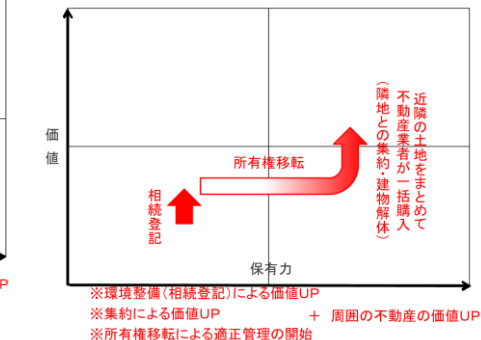 価
値
相続登記
所有権移転
近隣の土地をまとめて
不動産業者が一括購入
(隣地との集約・建物解体)
保有力
P
※環境整備(相続登記)による価値UP
※集約による価値UP + 周囲の不動産の価値UP
※所有権移転による適正管理の開始